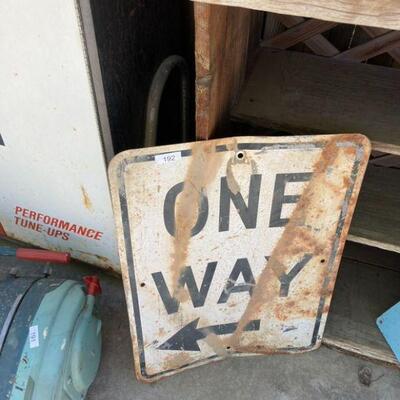 192
ONE
WAY
PERFORMANCE
TUNE-UPS